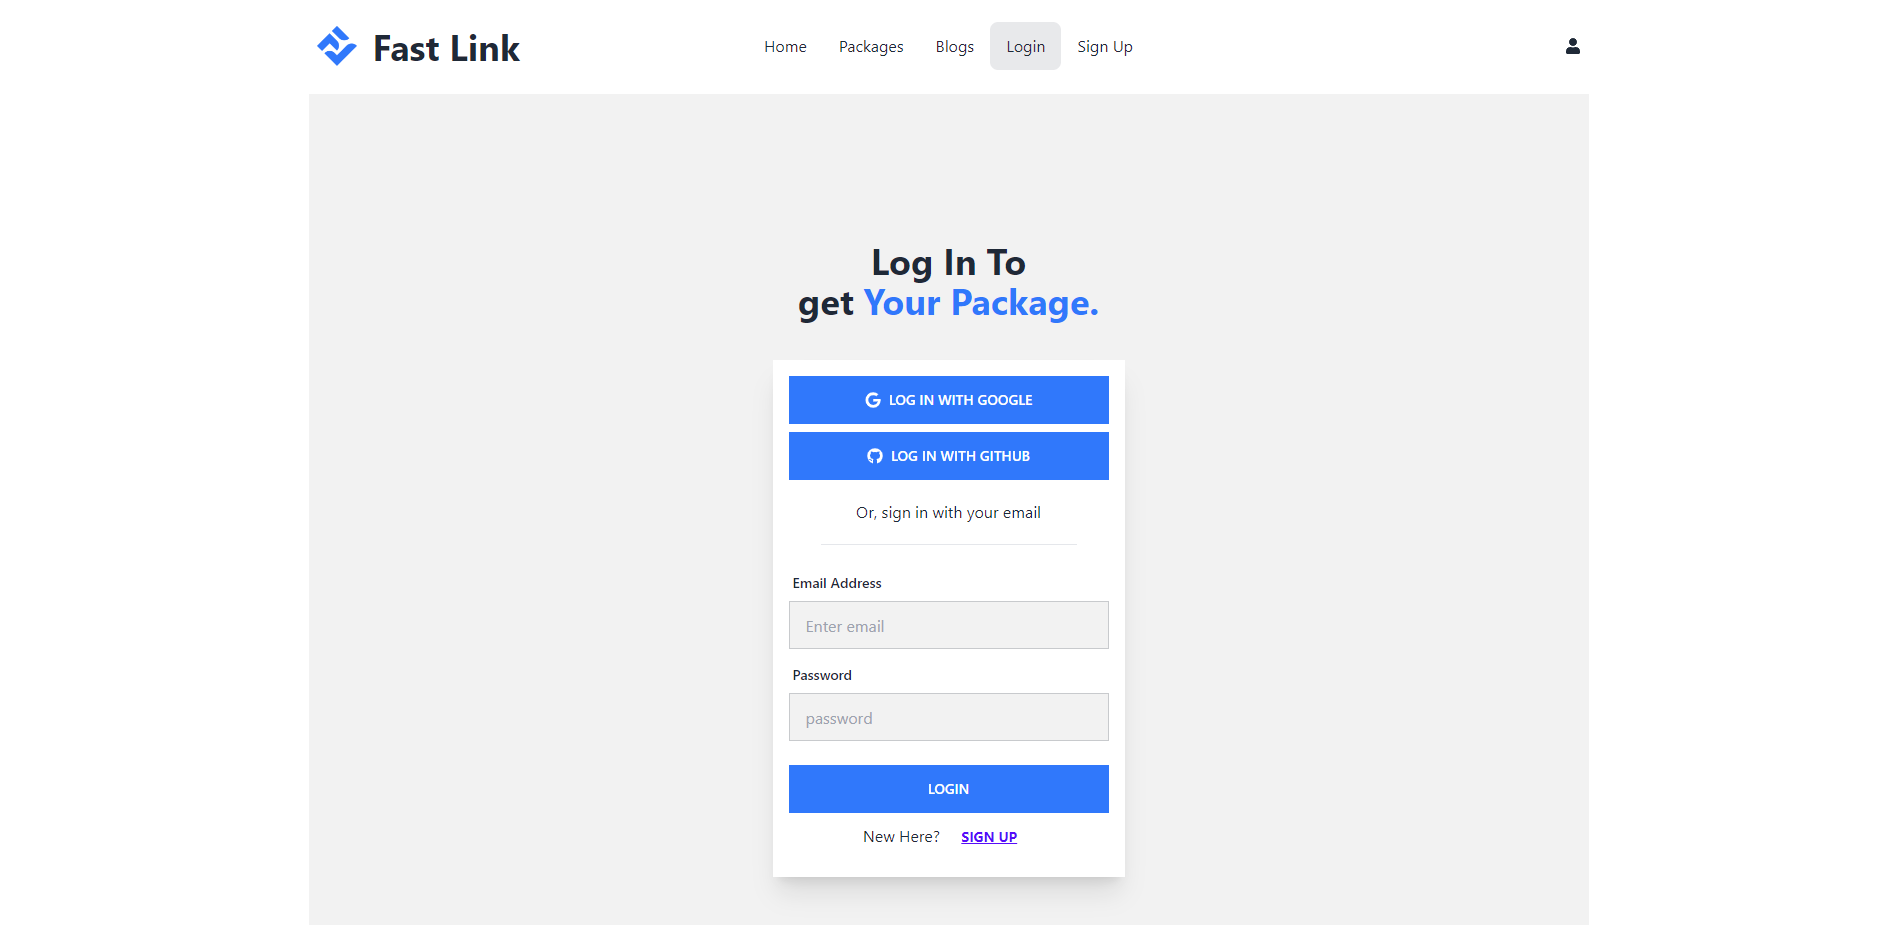 Fast Link
Home Packages Blogs Login Sign Up
Log In To
get Your Package.
LOG IN WITH GOOGLE
LOG IN WITH GITHUB
Or, sign in with your email
Email Address
Enter email
Password
password
LOGIN
New Here? SIGN UP